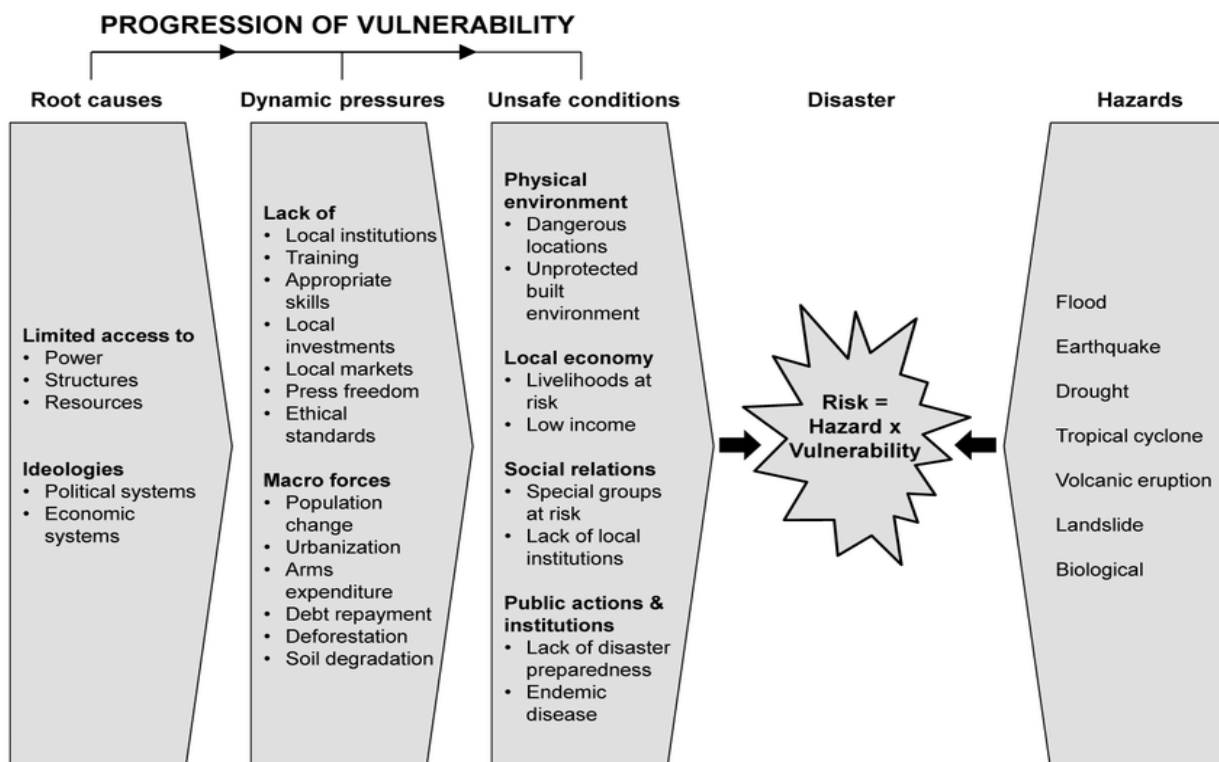 PROGRESSION OF VULNERABILITY
Root causes
Dynamic pressures
Unsafe conditions
Disaster
Hazards
Limited access to
• Power
• Structures
• Resources
Ideologies
• Political systems
• Economic
systems
Lack of
• Local institutions
• Training
• Appropriate
skills
• Local
investments
• Local markets
• Press freedom
• Ethical
standards
Macro forces
• Population
change
• Urbanization
• Arms
expenditure
• Debt repayment
• Deforestation
• Soil degradation
Physical
environment
• Dangerous
locations
• Unprotected
built
environment
Local economy
• Livelihoods at
risk
• Low income
Social relations
• Special groups
at risk
• Lack of local
institutions
Public actions &
institutions
• Lack of disaster
preparedness
• Endemic
disease
Risk =
Hazard x
Vulnerability
Flood
Earthquake
Drought
Tropical cyclone
Volcanic eruption
Landslide
Biological